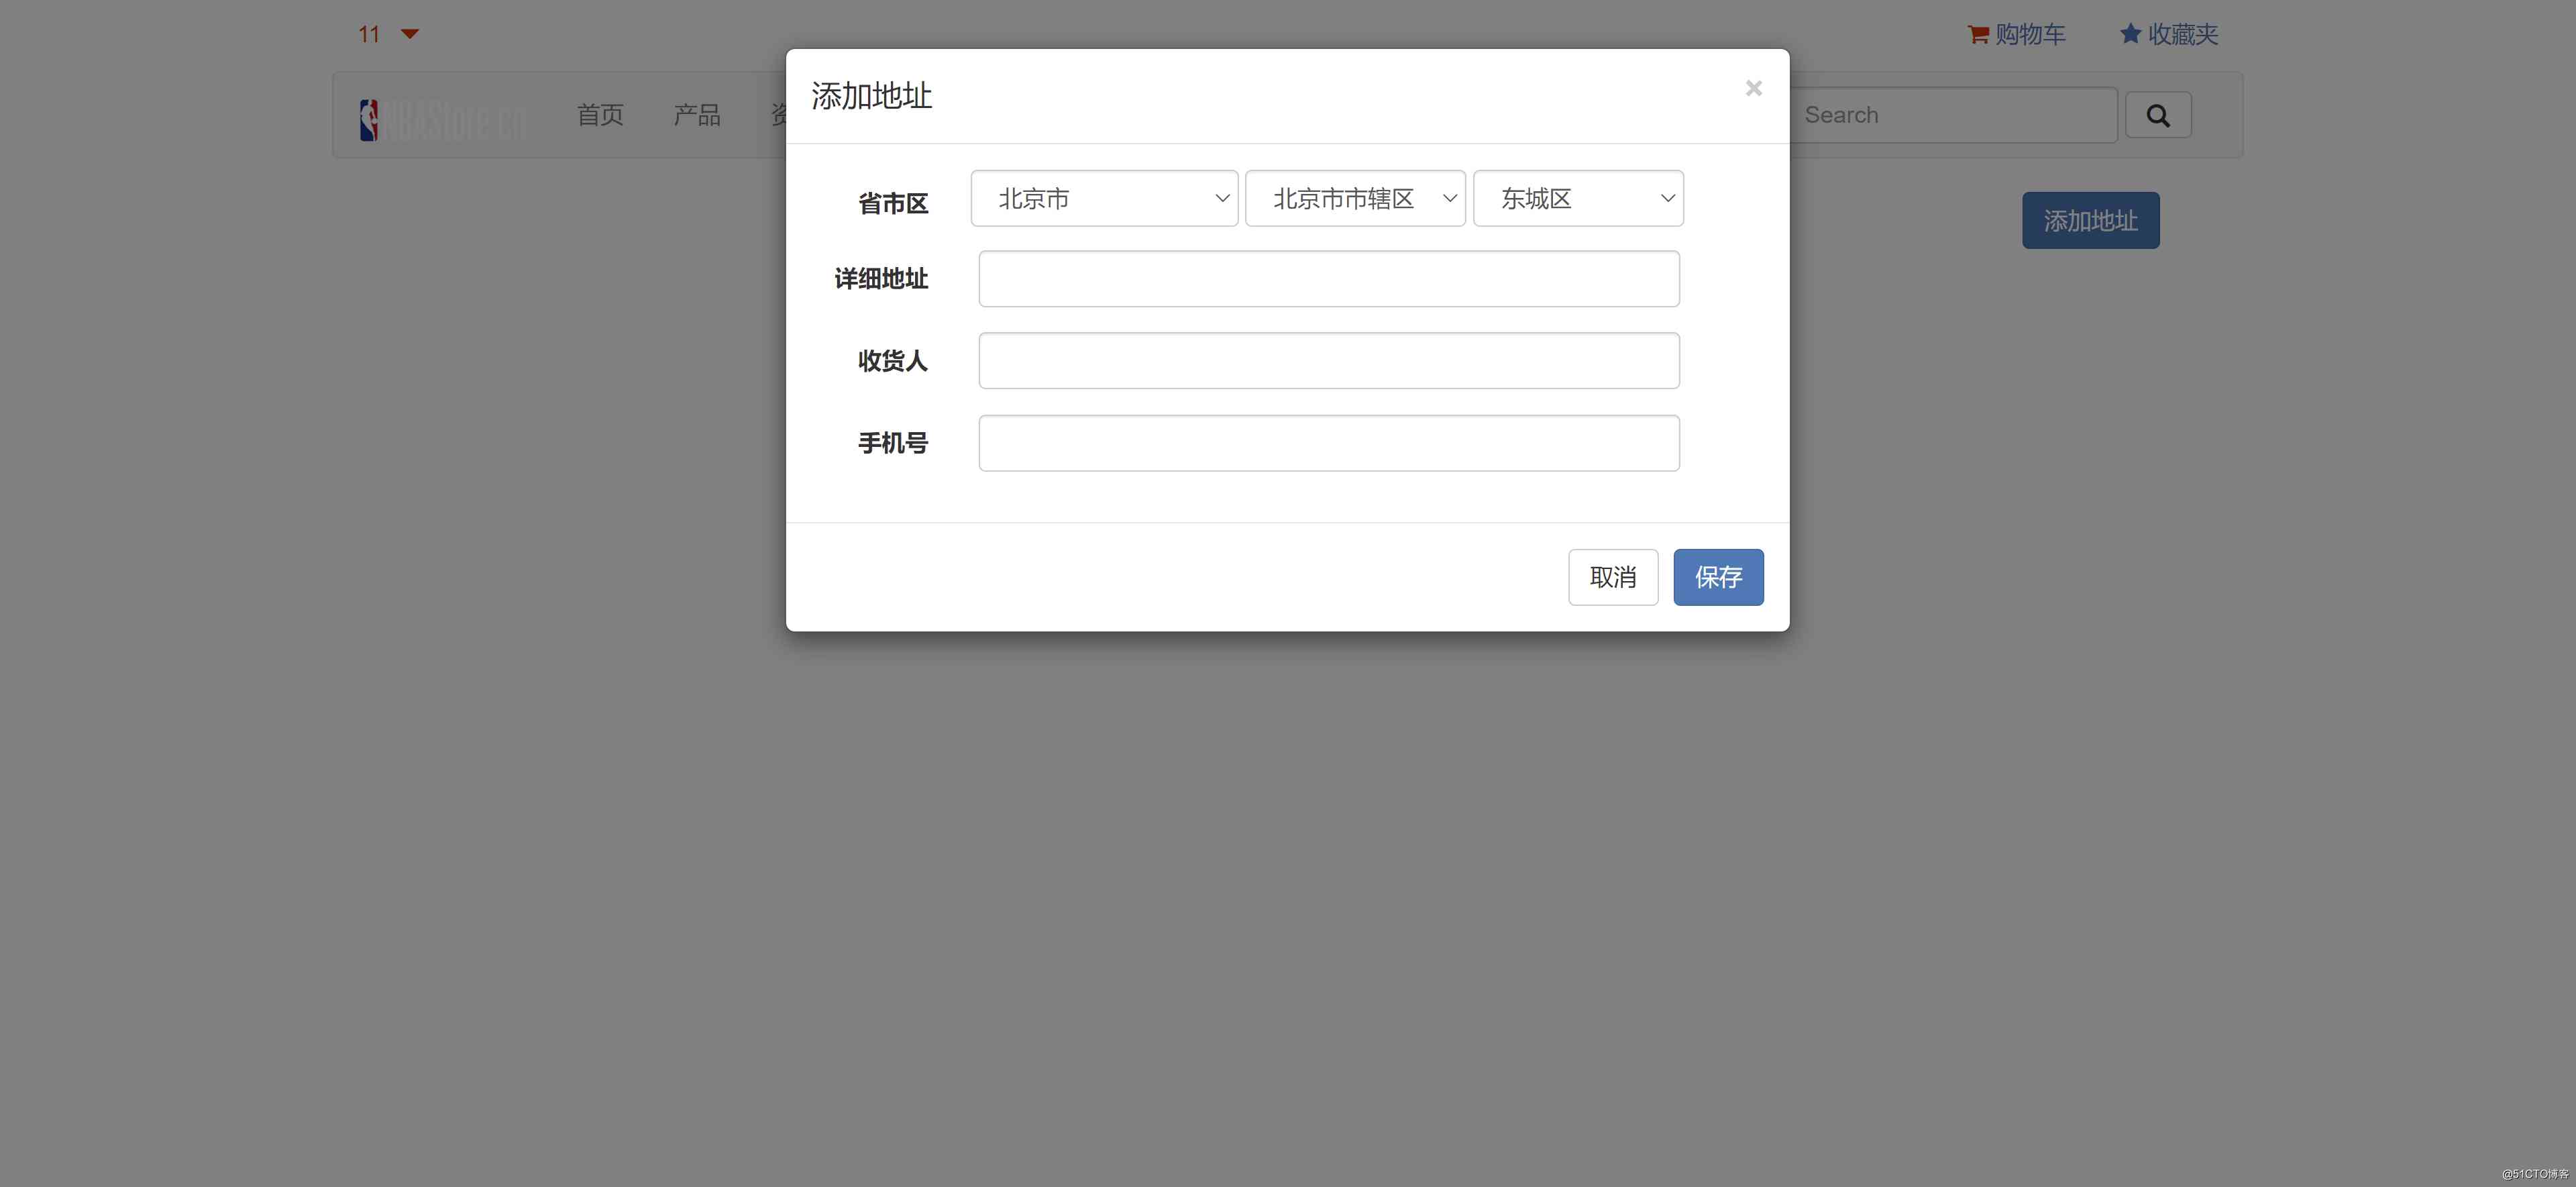 11
购物车
收藏夹
添加地址
×
NBAStore.cn
首页
产品
Search
省市区
北京市
北京市市辖区
东城区
添加地址
详细地址
收货人
手机号
取消
保存
@51CTO博客